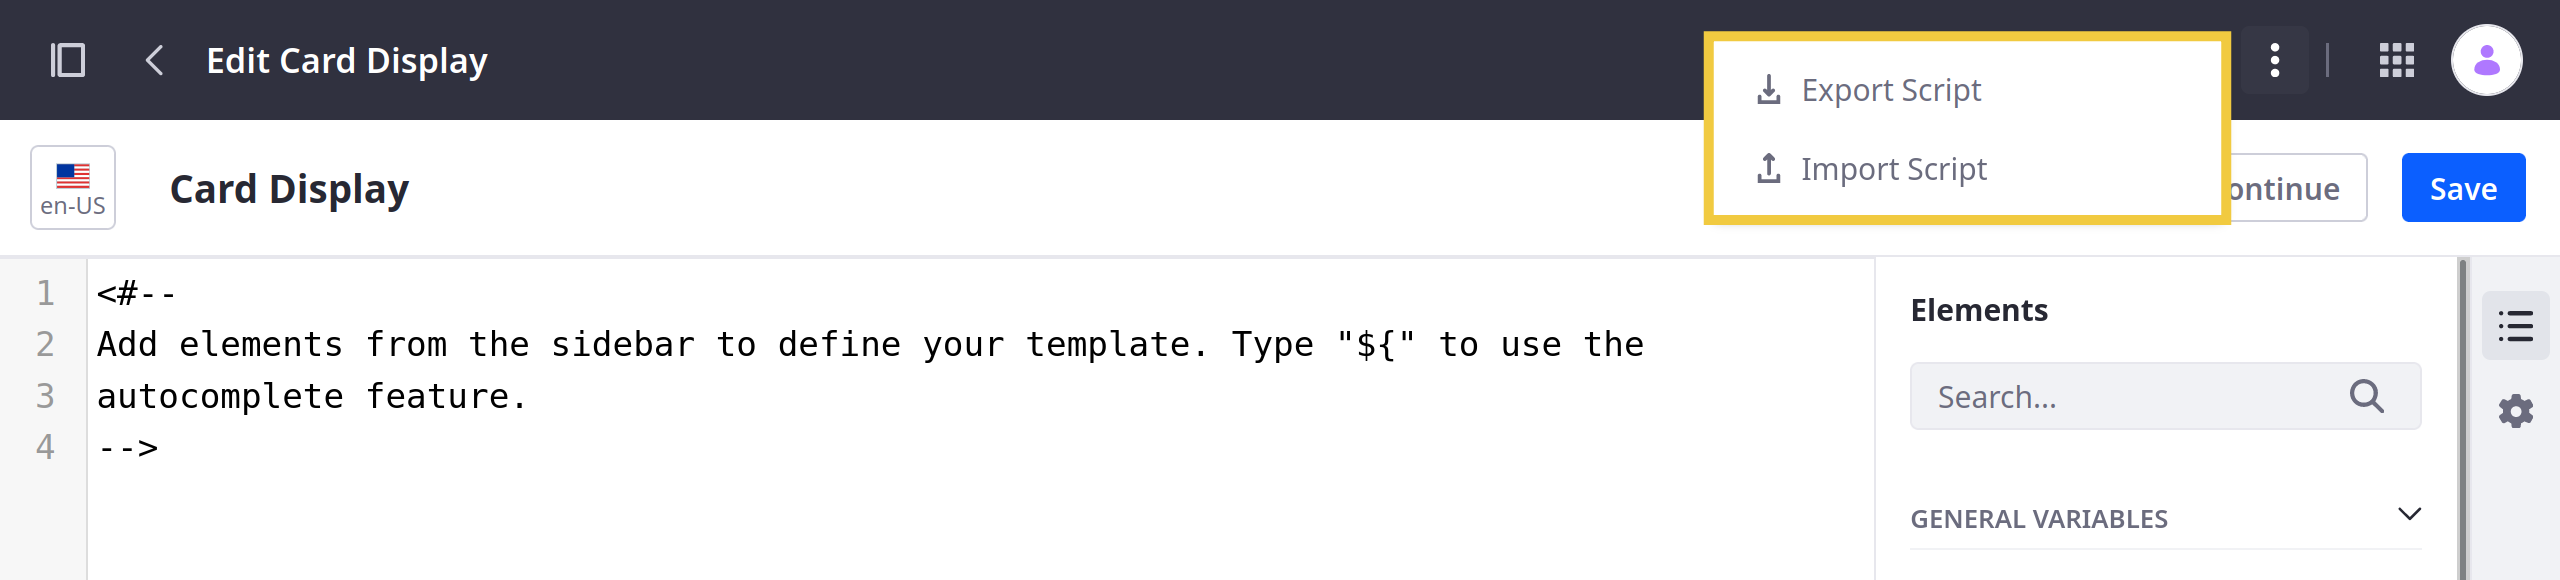 Edit Card Display
Export Script
Import Script
en-US
Card Display
ontinue
Save
1 <#--
2 Add elements from the sidebar to define your template. Type "${" to use the
3 autocomplete feature.
4 -->
Elements
Search...
GENERAL VARIABLES